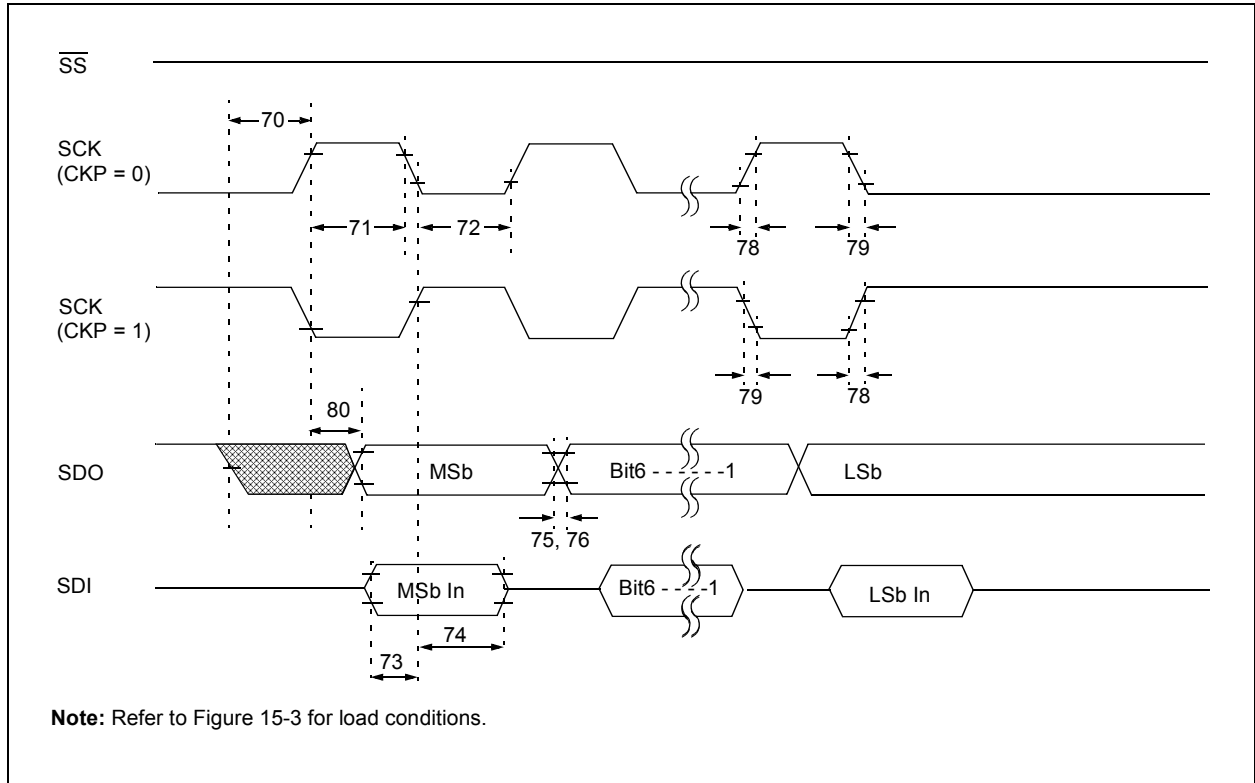 SS
70
SCK
(CKP = 0)
71
72
78
79
SCK
(CKP = 1)
79
78
80
SDO
MSb
Bit6 - - - - - -1
LSb
75, 76
SDI
MSb In
Bit6 - - - -1
LSb In
74
73
Note: Refer to Figure 15-3 for load conditions.